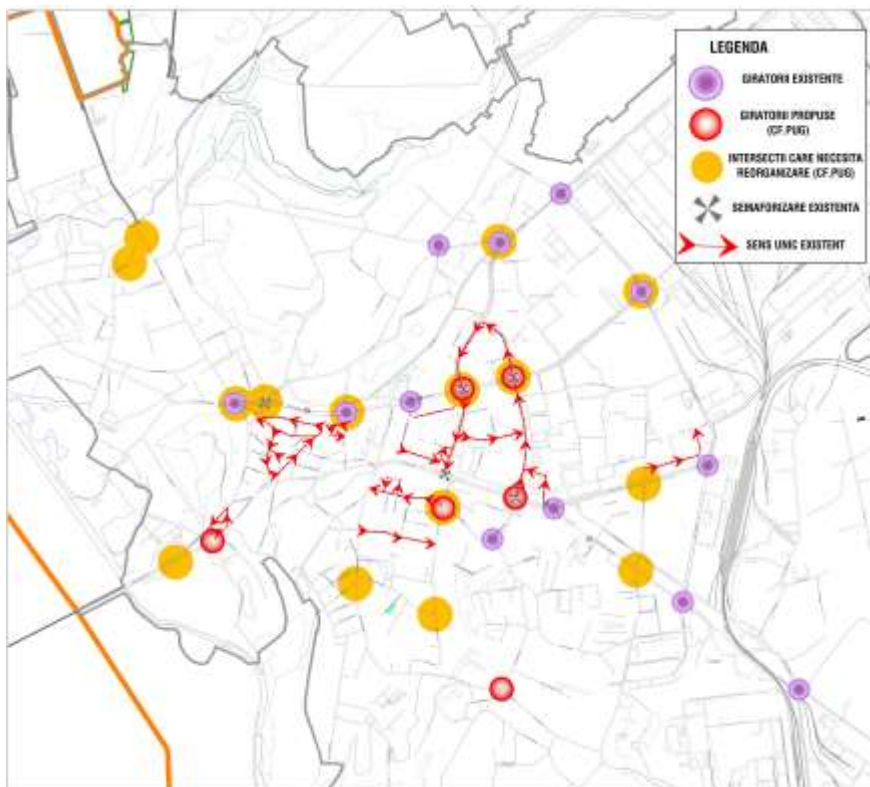 LEGENDA
GIRATORII EXISTENTE
GIRATORII PROPUSE
(CF.PUG)
INTERSECTII CARE NECESITA
REORGANIZARE (CF.PUG)
SEMAFORIZARE EXISTENTA
SENS UNIC EXISTENT